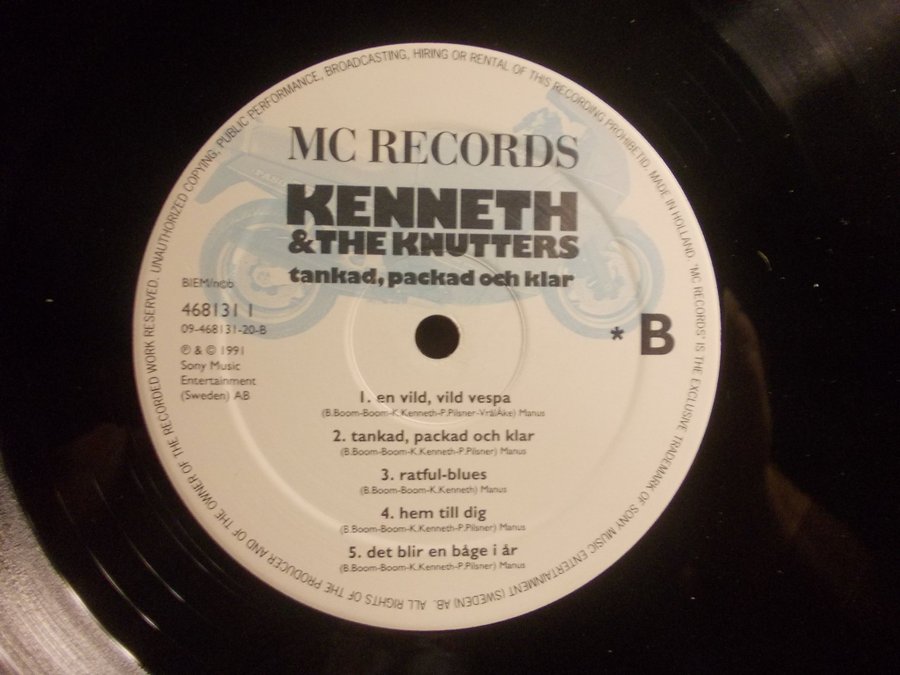 MC RECORDS
KENNETH
& THE KNUTTERS
tankad, packad och klar
BIEM/ncb
468131 1
09-468131-20-B
℗ & © 1991
Sony Music
Entertainment
(Sweden) AB
* B
1. en vild, vild vespa
(B.Boom-Boom-K.Kenneth-P.Pilsner-VrålÅke) Manus
2. tankad, packad och klar
(B.Boom-Boom-K.Kenneth-P.Pilsner) Manus
3. ratful-blues
(B.Boom-Boom-K.Kenneth) Manus
4. hem till dig
(B.Boom-Boom-K.Kenneth-P.Pilsner) Manus
5. det blir en båge i år
(B.Boom-Boom-K.Kenneth-P.Pilsner) Manus
ALL RIGHTS OF THE PRODUCER AND OF THE OWNER OF THE RECORDED WORK RESERVED. UNAUTHORIZED COPYING, PUBLIC PERFORMANCE, BROADCASTING, HIRING OR RENTAL OF THIS RECORDING PROHIBETID. MADE IN HOLLAND. 'MC RECORDS' IS THE EXCLUSIVE TRADEMARK OF SONY MUSIC ENTERTAINMENT (SWEDEN) AB.